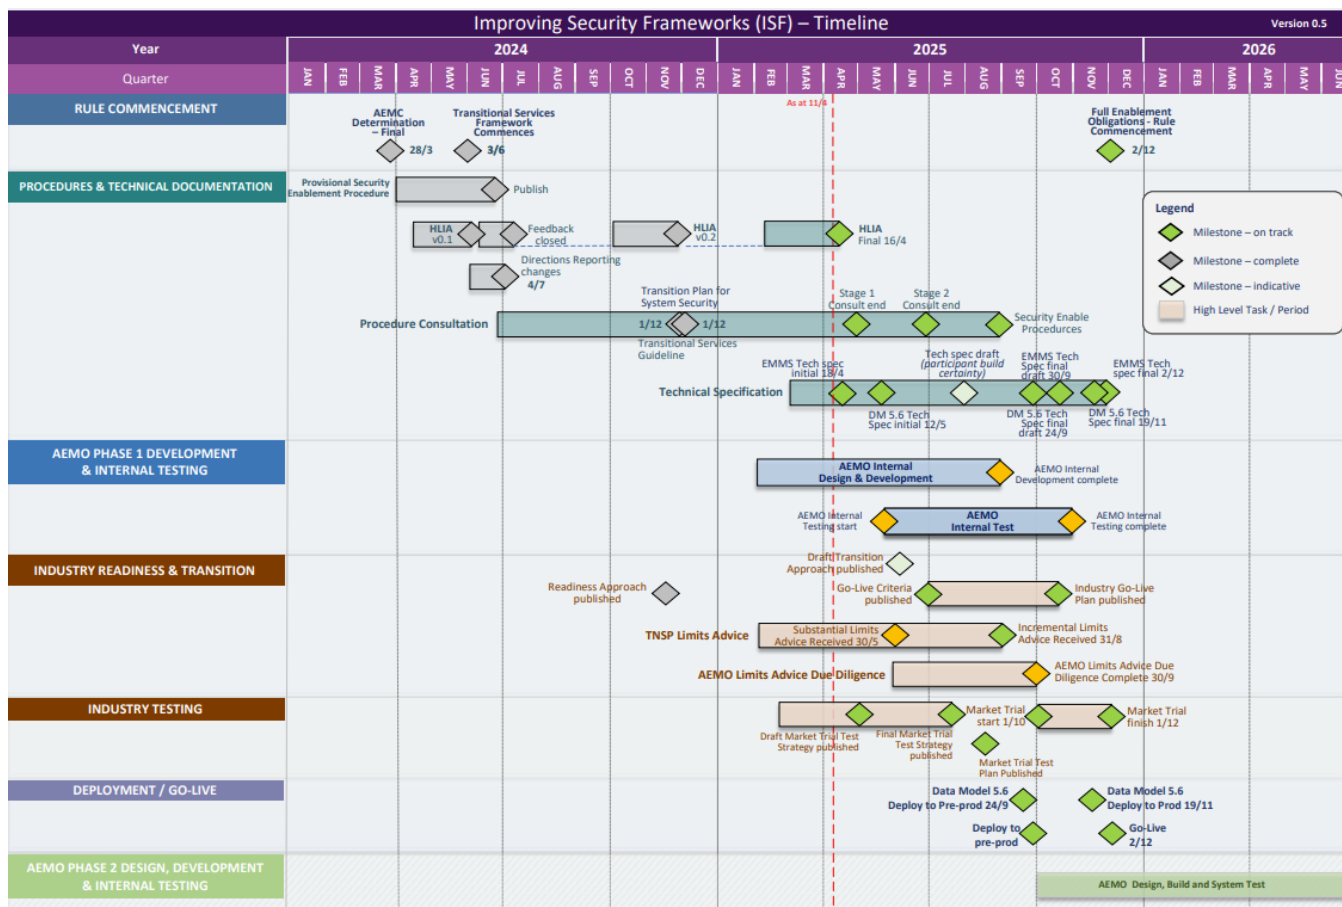 Improving Security Frameworks (ISF) – Timeline
Version 0.5
Year
2024
2025
2026
Quarter
JAN FEB MAR APR MAY JUN JUL AUG SEP OCT NOV DEC JAN FEB MAR APR MAY JUN JUL AUG SEP OCT NOV DEC JAN FEB MAR APR MAY JUN
RULE COMMENCEMENT
As at 11/4
AEMC
Determination
– Final
28/3
Transitional Services
Framework
Commences
3/6
Full Enablement
Obligations - Rule
Commencement
2/12
PROCEDURES & TECHNICAL DOCUMENTATION
Provisional Security
Enablement Procedure
Publish
HLIA
v0.1
Feedback
closed
HLIA
v0.2
HLIA
Final 16/4
Directions Reporting
changes
4/7
Transition Plan for
System Security
Procedure Consultation
1/12
1/12
Transitional Services
Guideline
Stage 1
Consult end
Stage 2
Consult end
Security Enable
Procedurces
Technical Specification
EMMS Tech spec
initial 18/4
DM 5.6 Tech
Spec initial 12/5
Tech spec draft
(participant build
certainty)
EMMS Tech
Spec final
draft 30/9
DM 5.6 Tech
Spec final
draft 24/9
EMMS Tech
spec final 2/12
DM 5.6 Tech
Spec final 19/11
Legend
Milestone – on track
Milestone – complete
Milestone – indicative
High Level Task / Period
AEMO PHASE 1 DEVELOPMENT
& INTERNAL TESTING
AEMO Internal
Design & Development
AEMO Internal
Development complete
AEMO Internal
Testing start
AEMO
Internal Test
AEMO Internal
Testing complete
INDUSTRY READINESS & TRANSITION
Draft Transition
Approach published
Readiness Approach
published
Go-Live Criteria
published
Industry Go-Live
Plan published
TNSP Limits Advice
Substantial Limits
Advice Received 30/5
Incremental Limits
Advice Received 31/8
AEMO Limits Advice Due Diligence
AEMO Limits Advice Due
Diligence Complete 30/9
INDUSTRY TESTING
Draft Market Trial Test
Strategy published
Final Market Trial
Test Strategy
published
Market Trial
start 1/10
Market Trial
finish 1/12
Market Trial Test
Plan Published
DEPLOYMENT / GO-LIVE
Data Model 5.6
Deploy to Pre-prod 24/9
Data Model 5.6
Deploy to Prod 19/11
Deploy to
pre-prod
Go-Live
2/12
AEMO PHASE 2 DESIGN, DEVELOPMENT
& INTERNAL TESTING
AEMO Design, Build and System Test